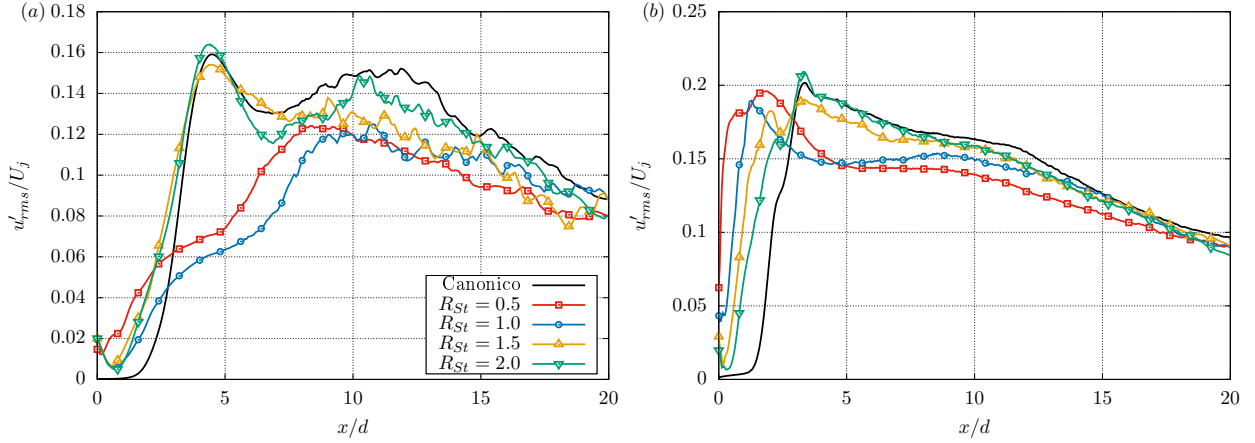 (a)
0.18
0.16
0.14
0.12
0.1
0.08
0.06
0.04
0.02
0
u′rms/Uj
0 5 10 15 20
x/d
Canonico
RSt = 0.5
RSt = 1.0
RSt = 1.5
RSt = 2.0
(b)
0.25
0.2
0.15
0.1
0.05
0
u′rms/Uj
0 5 10 15 20
x/d